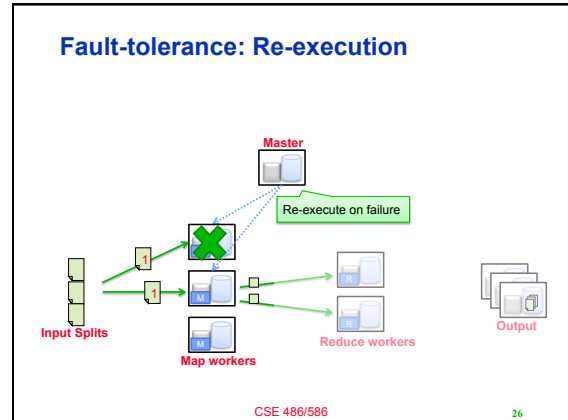 Fault-tolerance: Re-execution
Master
Re-execute on failure
1
1
M
M
R
R
Input Splits
Map workers
Reduce workers
Output
CSE 486/586
26